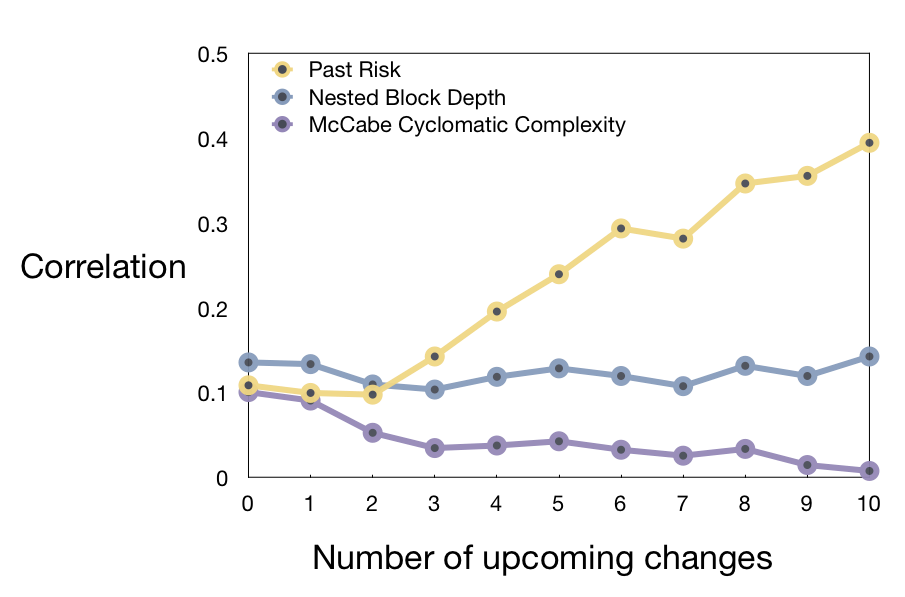 0.5
Past Risk
Nested Block Depth
McCabe Cyclomatic Complexity
0.4
0.3
Correlation
0.2
0.1
0
0 1 2 3 4 5 6 7 8 9 10
Number of upcoming changes